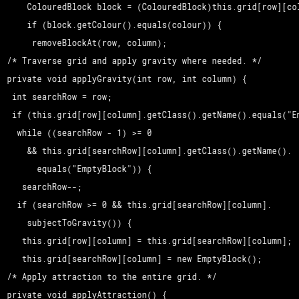 ColouredBlock block = (ColouredBlock)this.grid[row][col
if (block.getColour().equals(colour)) {
removeBlockAt(row, column);
/* Traverse grid and apply gravity where needed. */
private void applyGravity(int row, int column) {
int searchRow = row;
if (this.grid[row][column].getClass().getName().equals("Em
while ((searchRow - 1) >= 0
&& this.grid[searchRow][column].getClass().getName().
equals("EmptyBlock")) {
searchRow--;
if (searchRow >= 0 && this.grid[searchRow][column].
subjectToGravity()) {
this.grid[row][column] = this.grid[searchRow][column];
this.grid[searchRow][column] = new EmptyBlock();
/* Apply attraction to the entire grid. */
private void applyAttraction() {